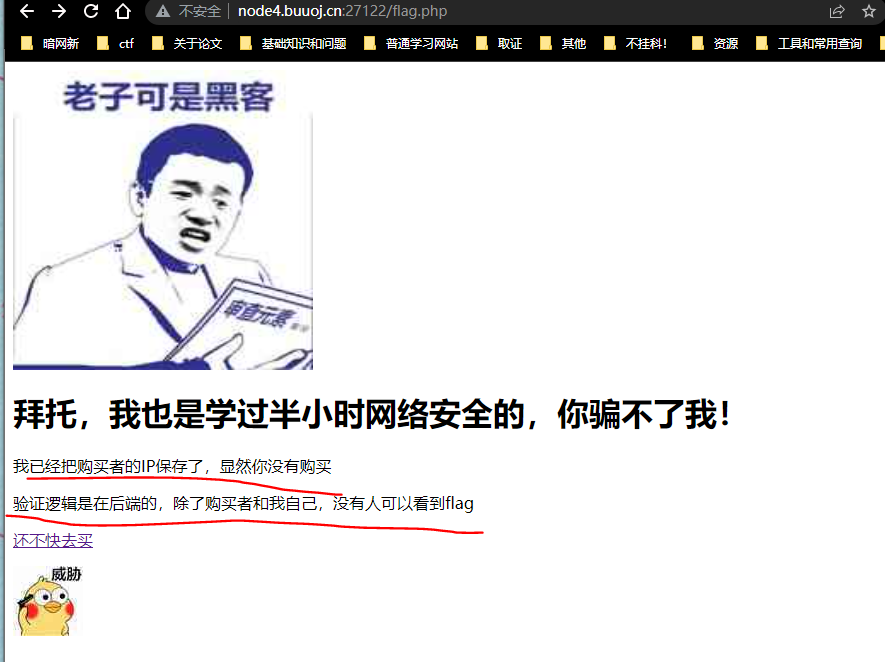 不安全 node4.buuoj.cn:27122/flag.php
暗网新 ctf 关于论文 基础知识和问题 普通学习网站 取证 其他 不挂科! 资源 工具和常用查询
老子可是黑客
审查元素
拜托，我也是学过半小时网络安全的，你骗不了我！
我已经把购买者的IP保存了，显然你没有购买
验证逻辑是在后端的，除了购买者和我自己，没有人可以看到flag
还不快去买
威胁